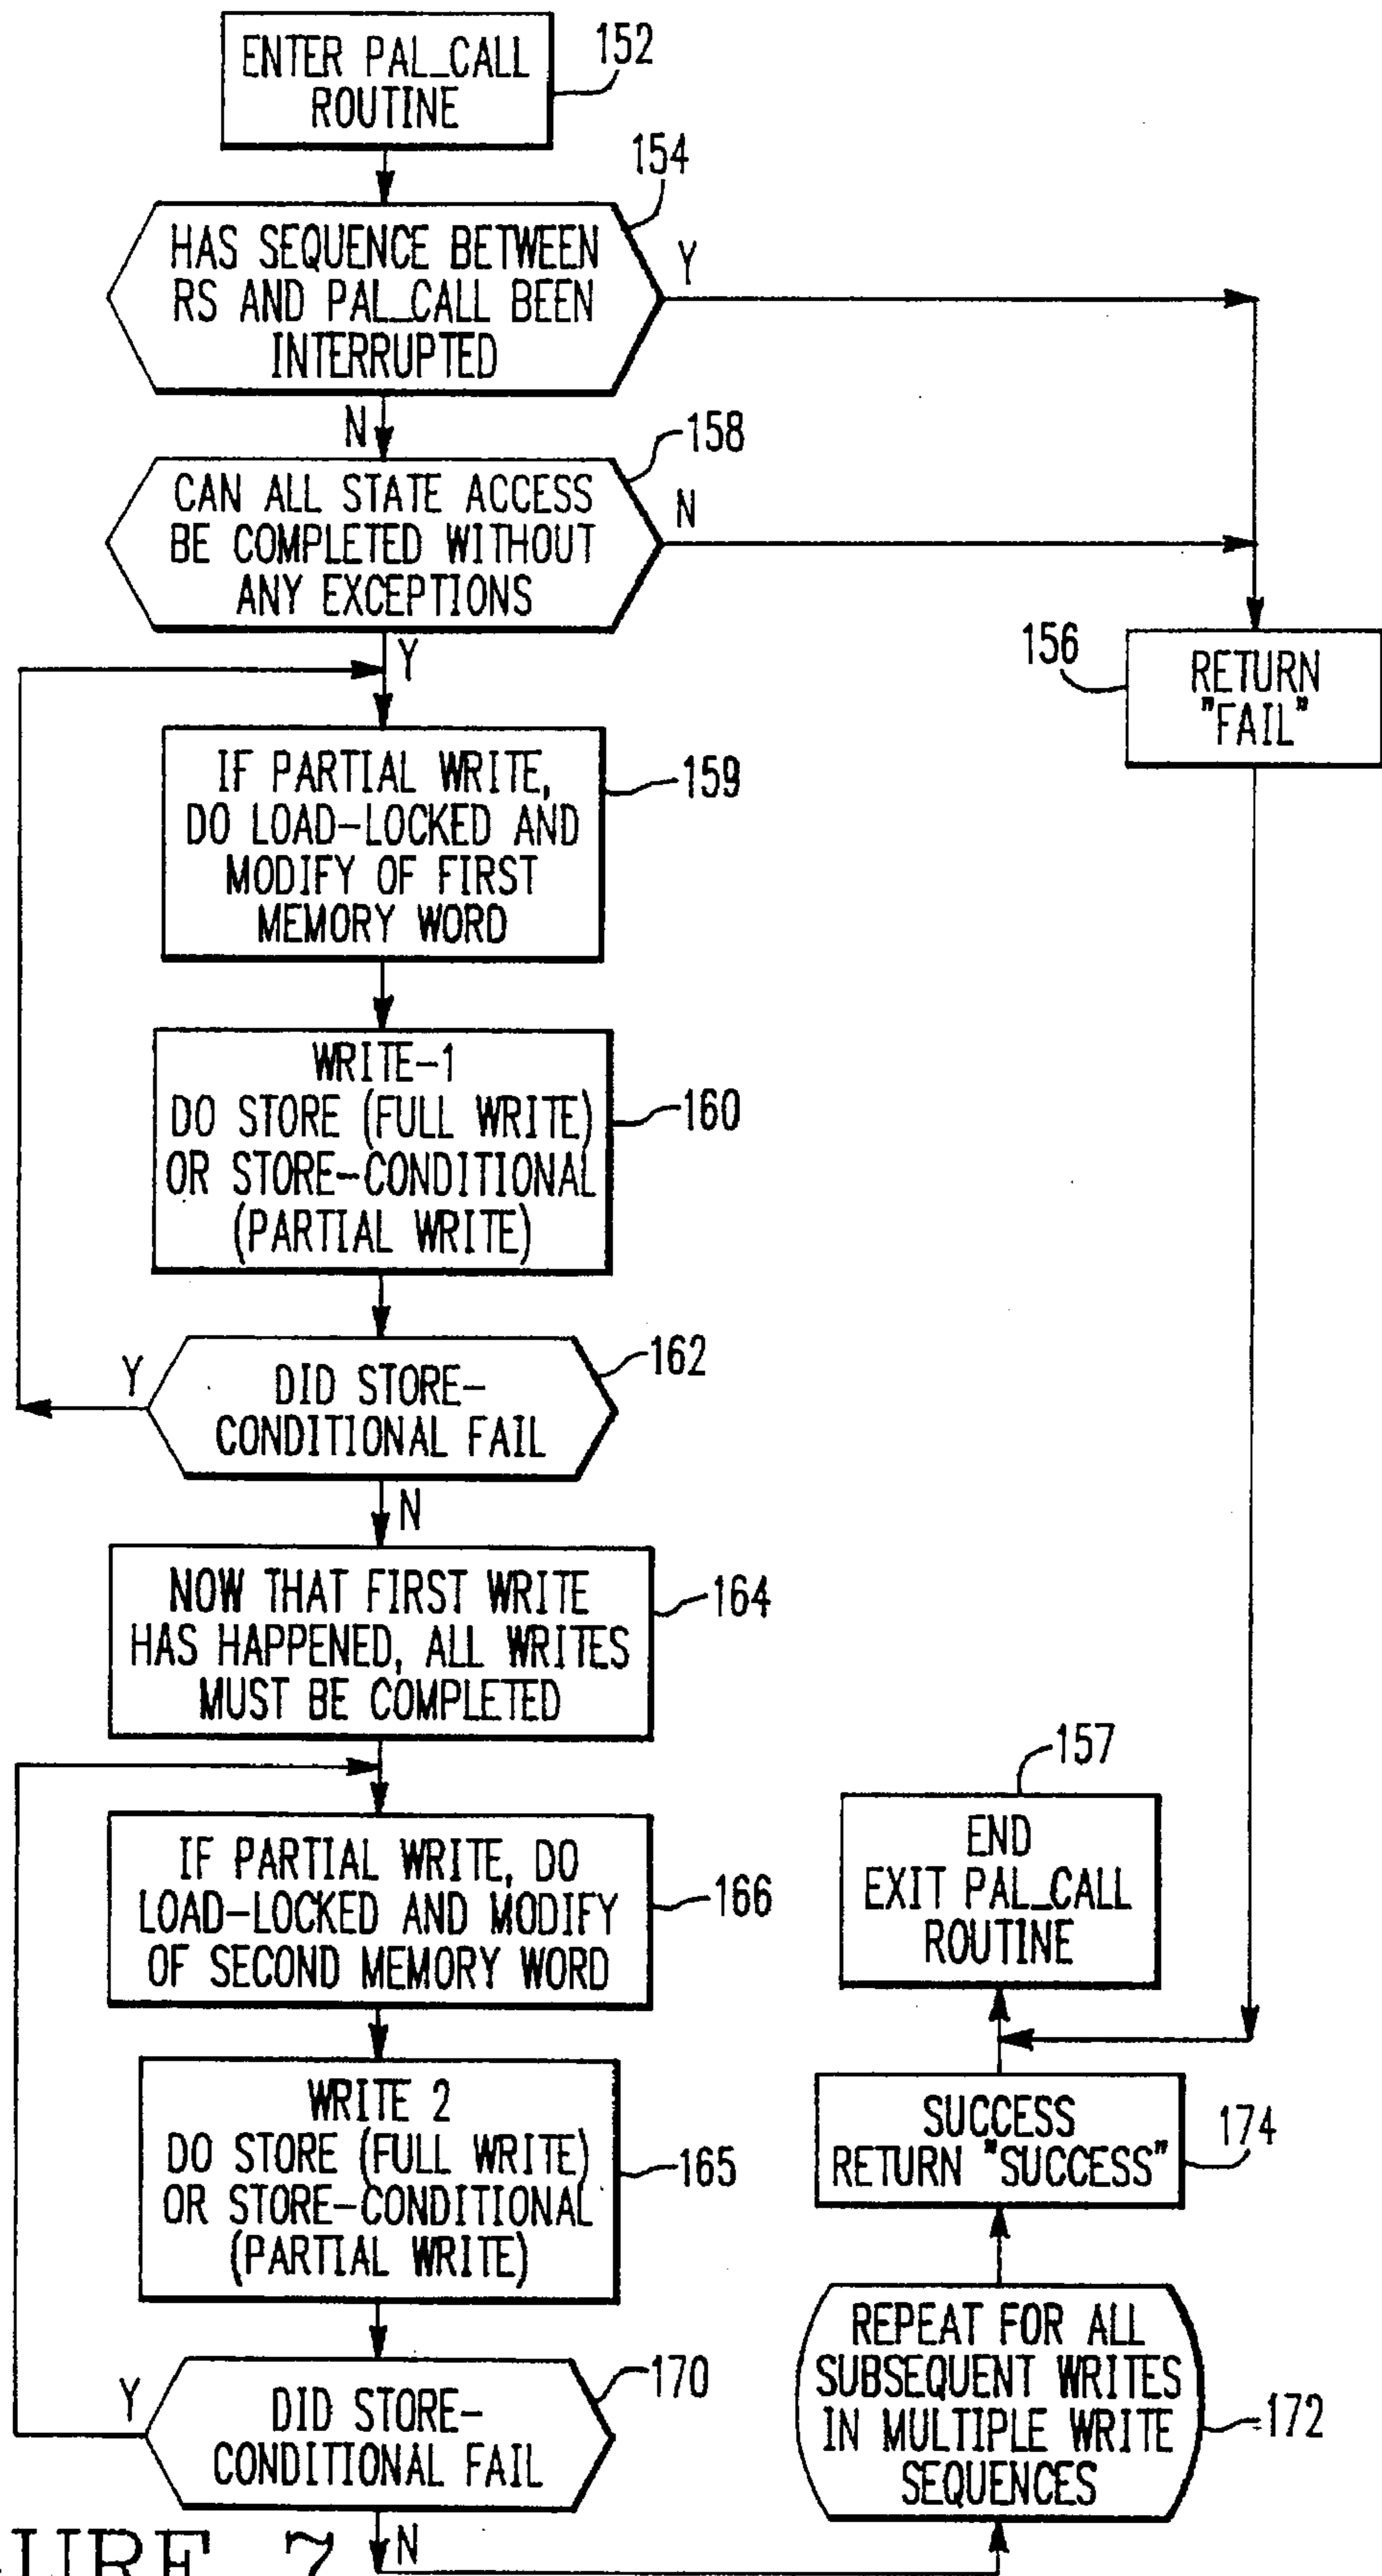 ENTER PAL_CALL
ROUTINE
152
154
HAS SEQUENCE BETWEEN
RS AND PAL_CALL BEEN
INTERRUPTED
Y
N
158
CAN ALL STATE ACCESS
BE COMPLETED WITHOUT
ANY EXCEPTIONS
N
Y
156
RETURN
"FAIL"
IF PARTIAL WRITE,
DO LOAD-LOCKED AND
MODIFY OF FIRST
MEMORY WORD
159
WRITE-1
DO STORE (FULL WRITE)
OR STORE-CONDITIONAL
(PARTIAL WRITE)
160
162
Y
DID STORE-
CONDITIONAL FAIL
N
NOW THAT FIRST WRITE
HAS HAPPENED, ALL WRITES
MUST BE COMPLETED
164
IF PARTIAL WRITE, DO
LOAD-LOCKED AND MODIFY
OF SECOND MEMORY WORD
166
WRITE 2
DO STORE (FULL WRITE)
OR STORE-CONDITIONAL
(PARTIAL WRITE)
165
170
Y
DID STORE-
CONDITIONAL FAIL
N
157
END
EXIT PAL_CALL
ROUTINE
SUCCESS
RETURN "SUCCESS"
174
REPEAT FOR ALL
SUBSEQUENT WRITES
IN MULTIPLE WRITE
SEQUENCES
172
7